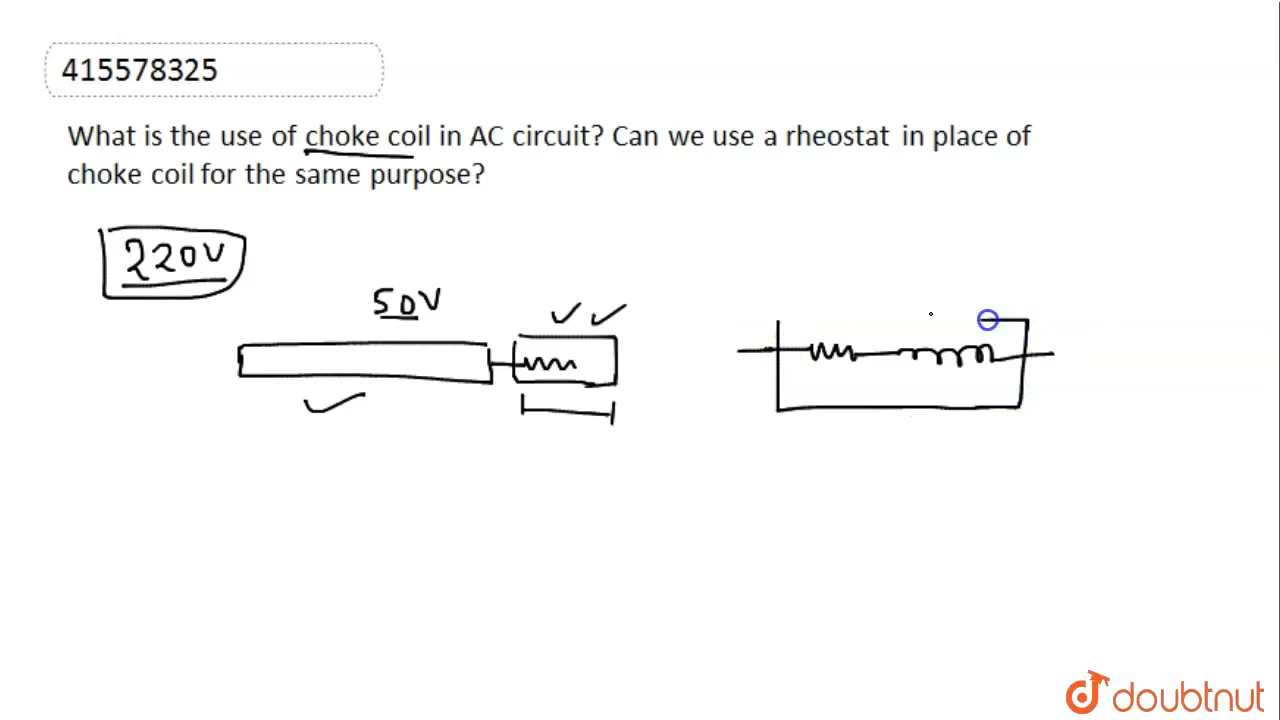 415578325
What is the use of choke coil in AC circuit? Can we use a rheostat in place of
choke coil for the same purpose?
220V
50V
doubtnut